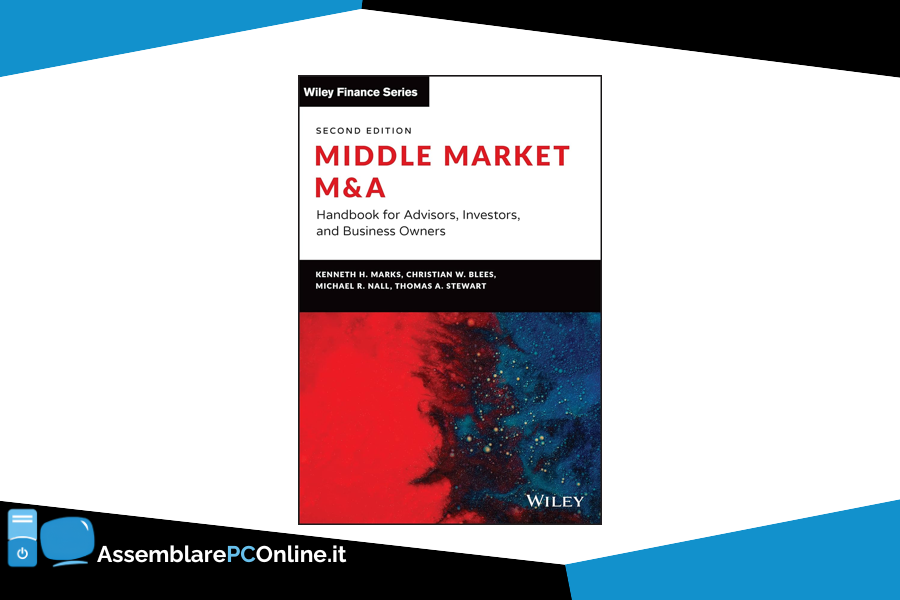 Wiley Finance Series
SECOND EDITION
MIDDLE MARKET
M&A
Handbook for Advisors, Investors,
and Business Owners
KENNETH H. MARKS, CHRISTIAN W. BLEES,
MICHAEL R. NALL, THOMAS A. STEWART
WILEY
AssemblarePCOnline.it